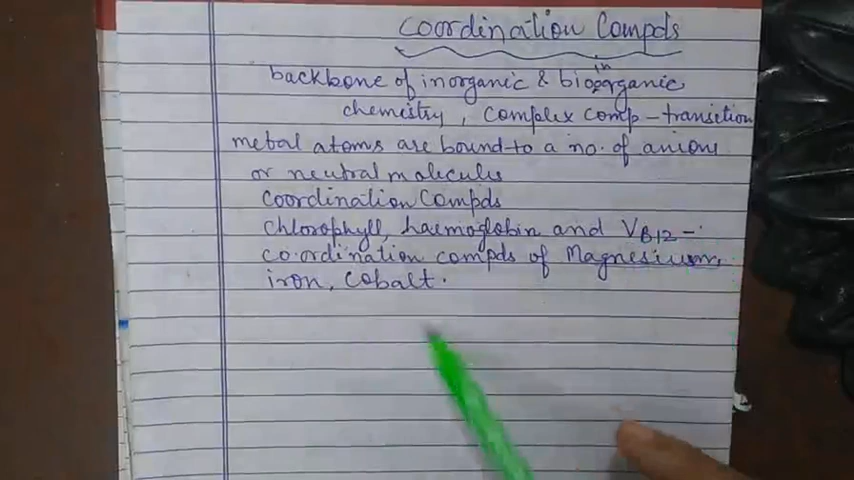 Coordination Compds
backbone of inorganic & bioinorganic
chemistry, complex comp - transition
metal atoms are bound to a no. of anions
or neutral molecules
Coordination Compds
Chlorophyll, haemoglobin and VB12 -
co.ordination compds of Magnesium,
iron, Cobalt.